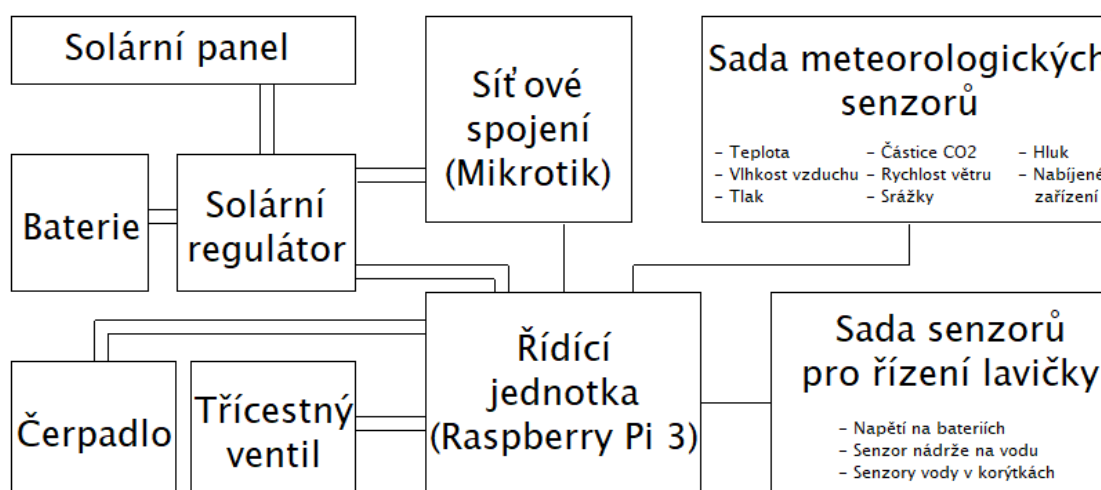 Solární panel
Síťové
spojení
(Mikrotik)
Sada meteorologických
senzorů
– Teplota
– Vlhkost vzduchu
– Tlak
– Částice CO2
– Rychlost větru
– Srážky
– Hluk
– Nabíjené
zařízení
Baterie
Solární
regulátor
Čerpadlo
Třícestný
ventil
Řídící
jednotka
(Raspberry Pi 3)
Sada senzorů
pro řízení lavičky
– Napětí na bateriích
– Senzor nádrže na vodu
– Senzory vody v korýtkách